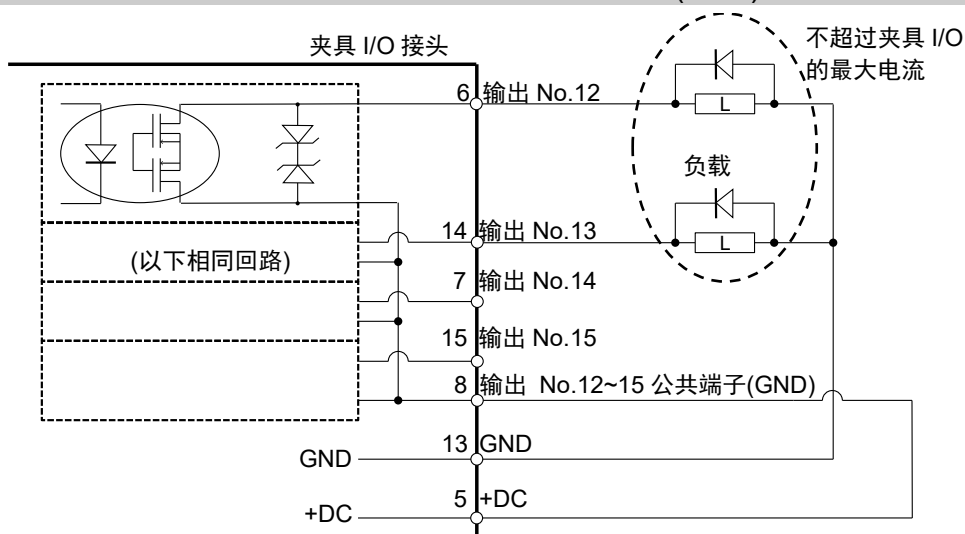 夹具 I/O 接头
不超过夹具 I/O
的最大电流
6 输出 No.12
L
负载
14 输出 No.13
L
(以下相同回路)
7 输出 No.14
15 输出 No.15
8 输出 No.12~15 公共端子(GND)
GND 13 GND
+DC 5 +DC